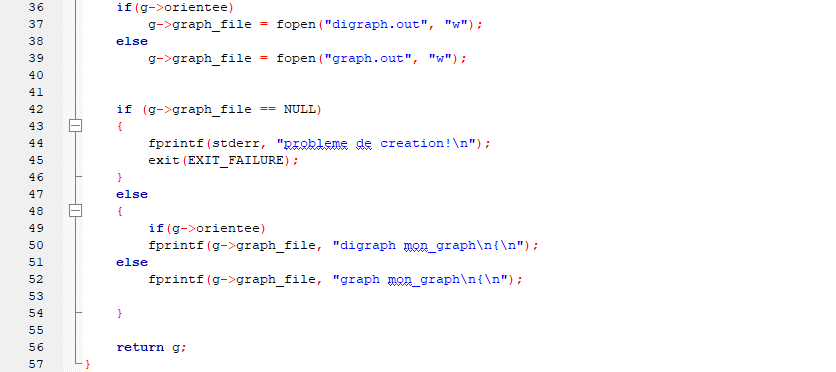 36 if(g->orientee)
37 g->graph_file = fopen("digraph.out", "w");
38 else
39 g->graph_file = fopen("graph.out", "w");
40
41
42 if (g->graph_file == NULL)
43 {
44 fprintf(stderr, "probleme de creation!\n");
45 exit(EXIT_FAILURE);
46 }
47 else
48 {
49 if(g->orientee)
50 fprintf(g->graph_file, "digraph mon_graph\n{\n");
51 else
52 fprintf(g->graph_file, "graph mon_graph\n{\n");
53
54 }
55
56 return g;
57 }